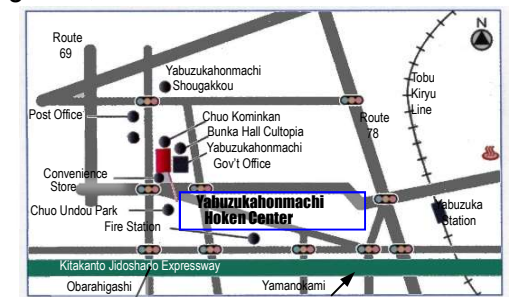 Route
69
N
Yabuzukahonmachi
Shougakkou
Tobu
Kiryu
Line
Post Office
Chuo Kominkan
Route
78
Bunka Hall Cultopia
Yabuzukahonmachi
Gov't Office
Convenience
Store
Yabuzukahonmachi
Hoken Center
Chuo Undou Park
Yabuzuka
Station
Fire Station
Kitakanto Jidoshado Expressway
Obarahigashi
Yamanokami